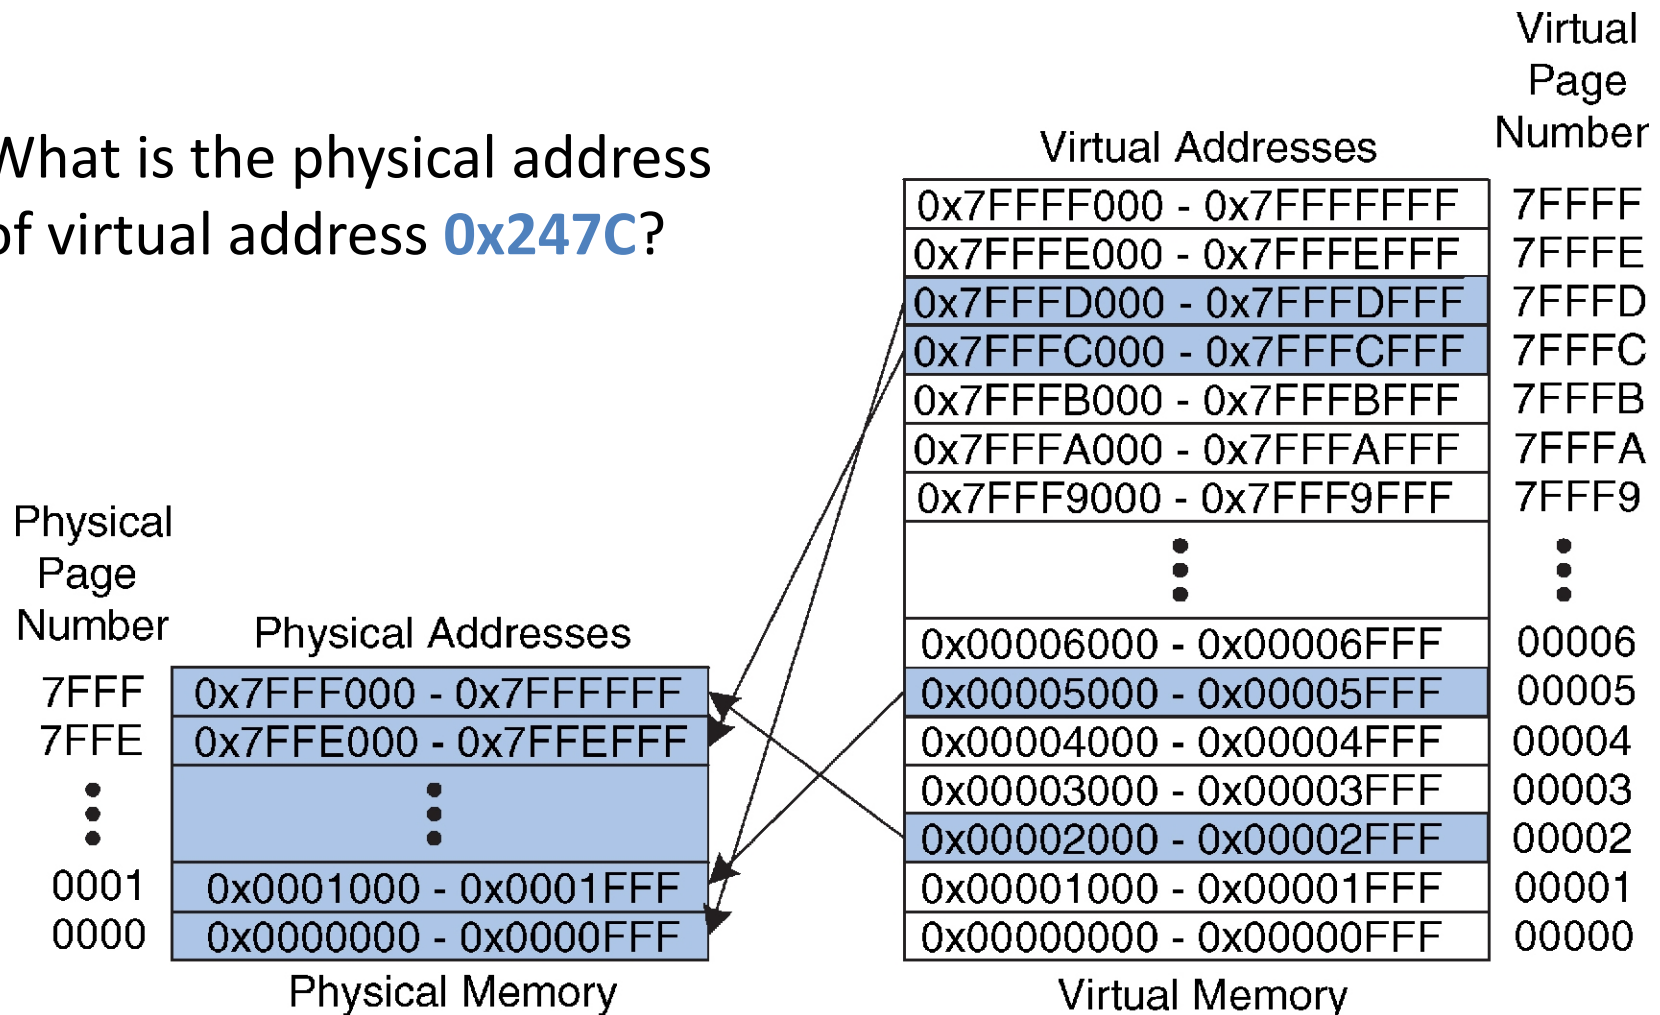 What is the physical address
of virtual address 0x247C?
Virtual
Page
Number
Virtual Addresses
0x7FFFF000 - 0x7FFFFFFF 7FFFF
0x7FFFE000 - 0x7FFFEFFF 7FFFE
0x7FFFD000 - 0x7FFFDFFF 7FFFD
0x7FFFC000 - 0x7FFFCFFF 7FFFC
0x7FFFB000 - 0x7FFFBFFF 7FFFB
0x7FFFA000 - 0x7FFFAFFF 7FFFA
0x7FFF9000 - 0x7FFF9FFF 7FFF9
0x00006000 - 0x00006FFF 00006
0x00005000 - 0x00005FFF 00005
0x00004000 - 0x00004FFF 00004
0x00003000 - 0x00003FFF 00003
0x00002000 - 0x00002FFF 00002
0x00001000 - 0x00001FFF 00001
0x00000000 - 0x00000FFF 00000
Virtual Memory
Physical
Page
Number
Physical Addresses
7FFF 0x7FFF000 - 0x7FFFFFF
7FFE 0x7FFE000 - 0x7FFEFFF
0001 0x0001000 - 0x0001FFF
0000 0x0000000 - 0x0000FFF
Physical Memory